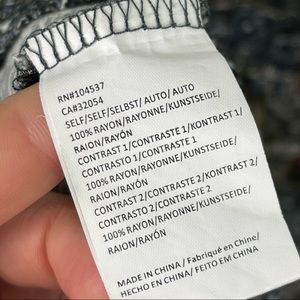 RN#104537
CA#32054
SELF/SELF/SELBST/ AUTO/ AUTO
100% RAYON/RAYONNE/KUNSTSEIDE/
RAION/RAYÓN
CONTRAST 1/CONTRASTE 1/KONTRAST 1/
CONTRASTO 1/CONTRASTE 1
100% RAYON/RAYONNE/KUNSTSEIDE/
RAION/RAYÓN
CONTRAST 2/CONTRASTE 2/KONTRAST 2/
CONTRASTO 2/CONTRASTE 2
100% RAYON/RAYONNE/KUNSTSEIDE/
RAION/RAYÓN
MADE IN CHINA / Fabriqué en Chine/
HECHO EN CHINA/ FEITO EM CHINA